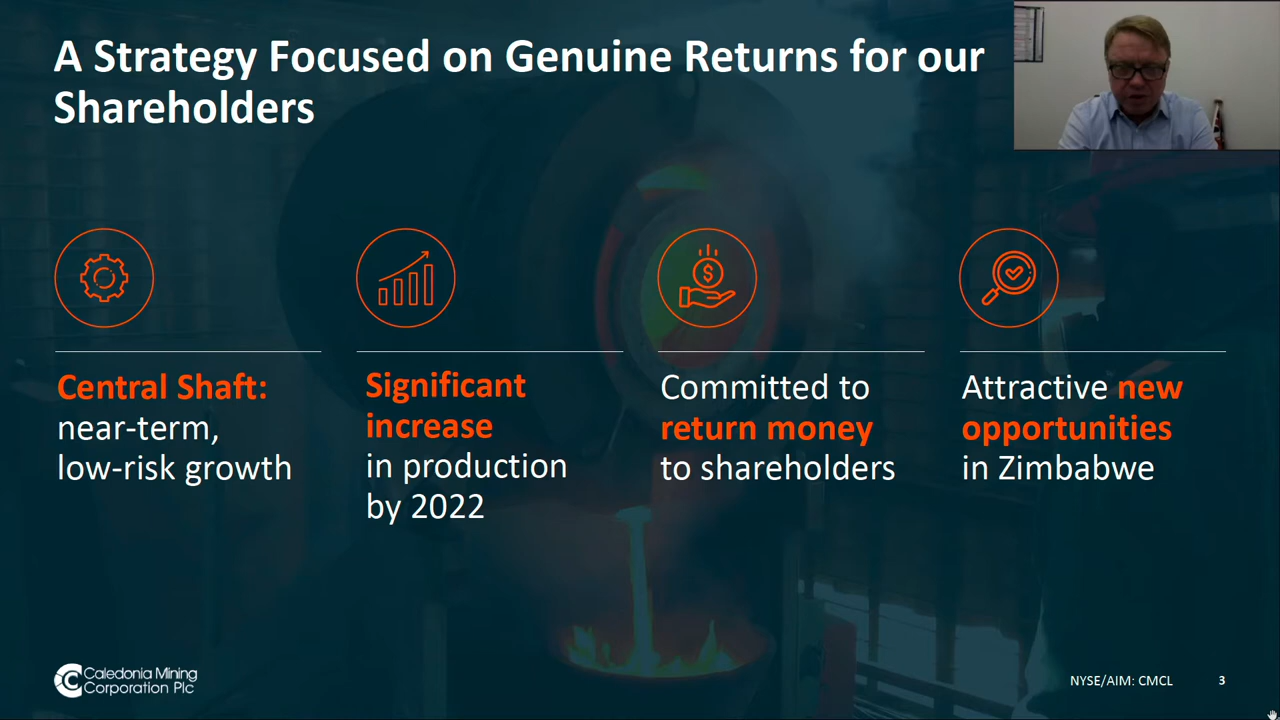 A Strategy Focused on Genuine Returns for our
Shareholders
Central Shaft:
near-term,
low-risk growth
Significant
increase
in production
by 2022
$
Committed to
return money
to shareholders
Attractive new
opportunities
in Zimbabwe
Caledonia Mining
Corporation Plc
NYSE/AIM: CMCL
3